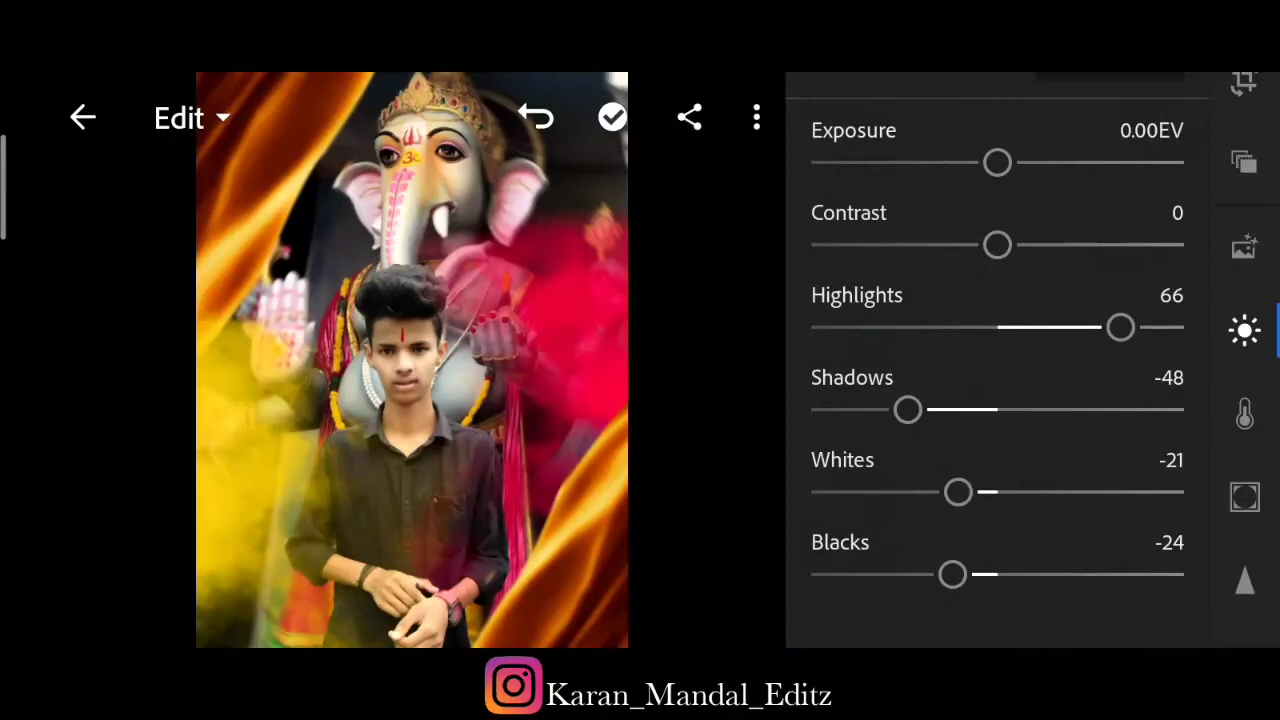 Edit
Exposure 0.00EV
Contrast 0
Highlights 66
Shadows -48
Whites -21
Blacks -24
Karan_Mandal_Editz